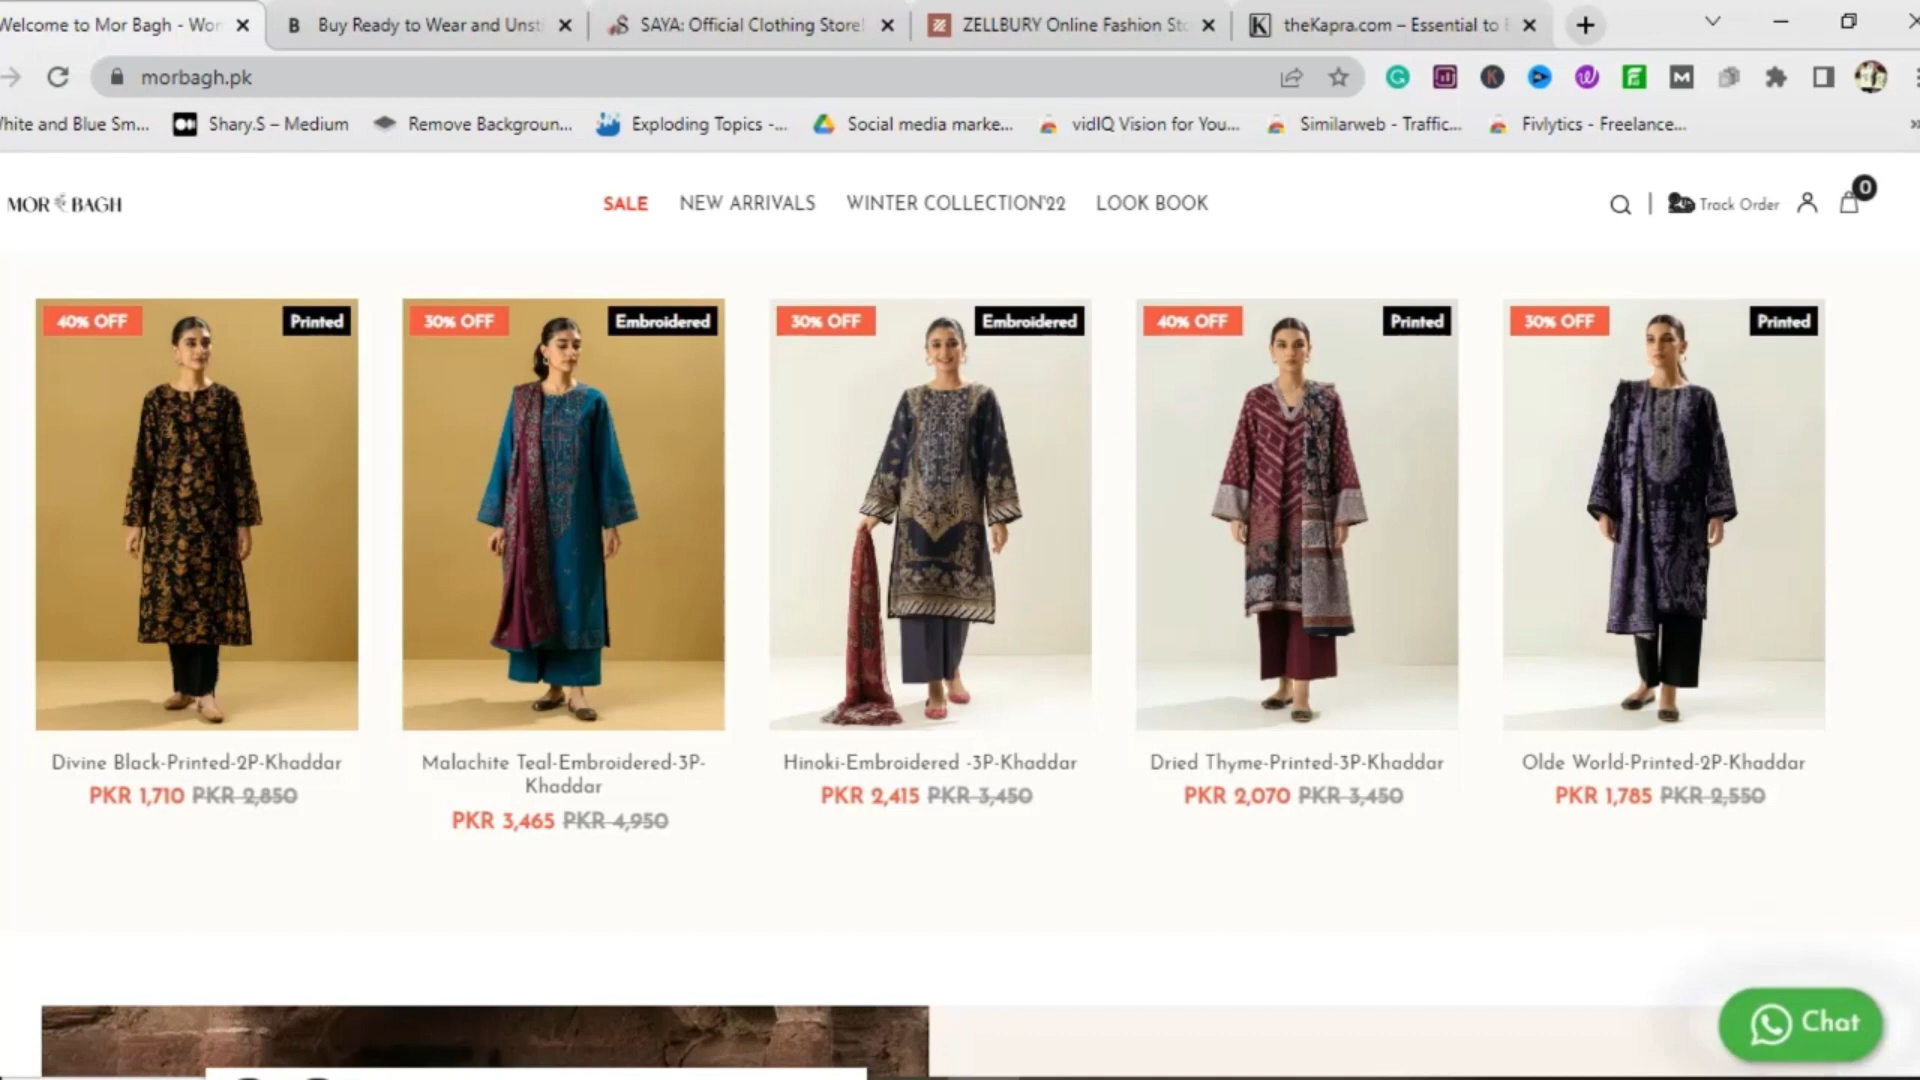 Welcome to Mor Bagh - Wor
B Buy Ready to Wear and Unsti
SAYA: Official Clothing Store!
ZELLBURY Online Fashion Sto
K theKapra.com – Essential to E
morbagh.pk
White and Blue Sm...
Shary.S – Medium
Remove Backgroun...
Exploding Topics -...
Social media marke...
vidIQ Vision for You...
Similarweb - Traffic...
Fivlytics - Freelance...
MOR BAGH
SALE
NEW ARRIVALS
WINTER COLLECTION'22
LOOK BOOK
Track Order
0
40% OFF
Printed
30% OFF
Embroidered
30% OFF
Embroidered
40% OFF
Printed
30% OFF
Printed
Divine Black-Printed-2P-Khaddar
PKR 1,710 PKR 2,850
Malachite Teal-Embroidered-3P-
Khaddar
PKR 3,465 PKR 4,950
Hinoki-Embroidered -3P-Khaddar
PKR 2,415 PKR 3,450
Dried Thyme-Printed-3P-Khaddar
PKR 2,070 PKR 3,450
Olde World-Printed-2P-Khaddar
PKR 1,785 PKR 2,550
Chat